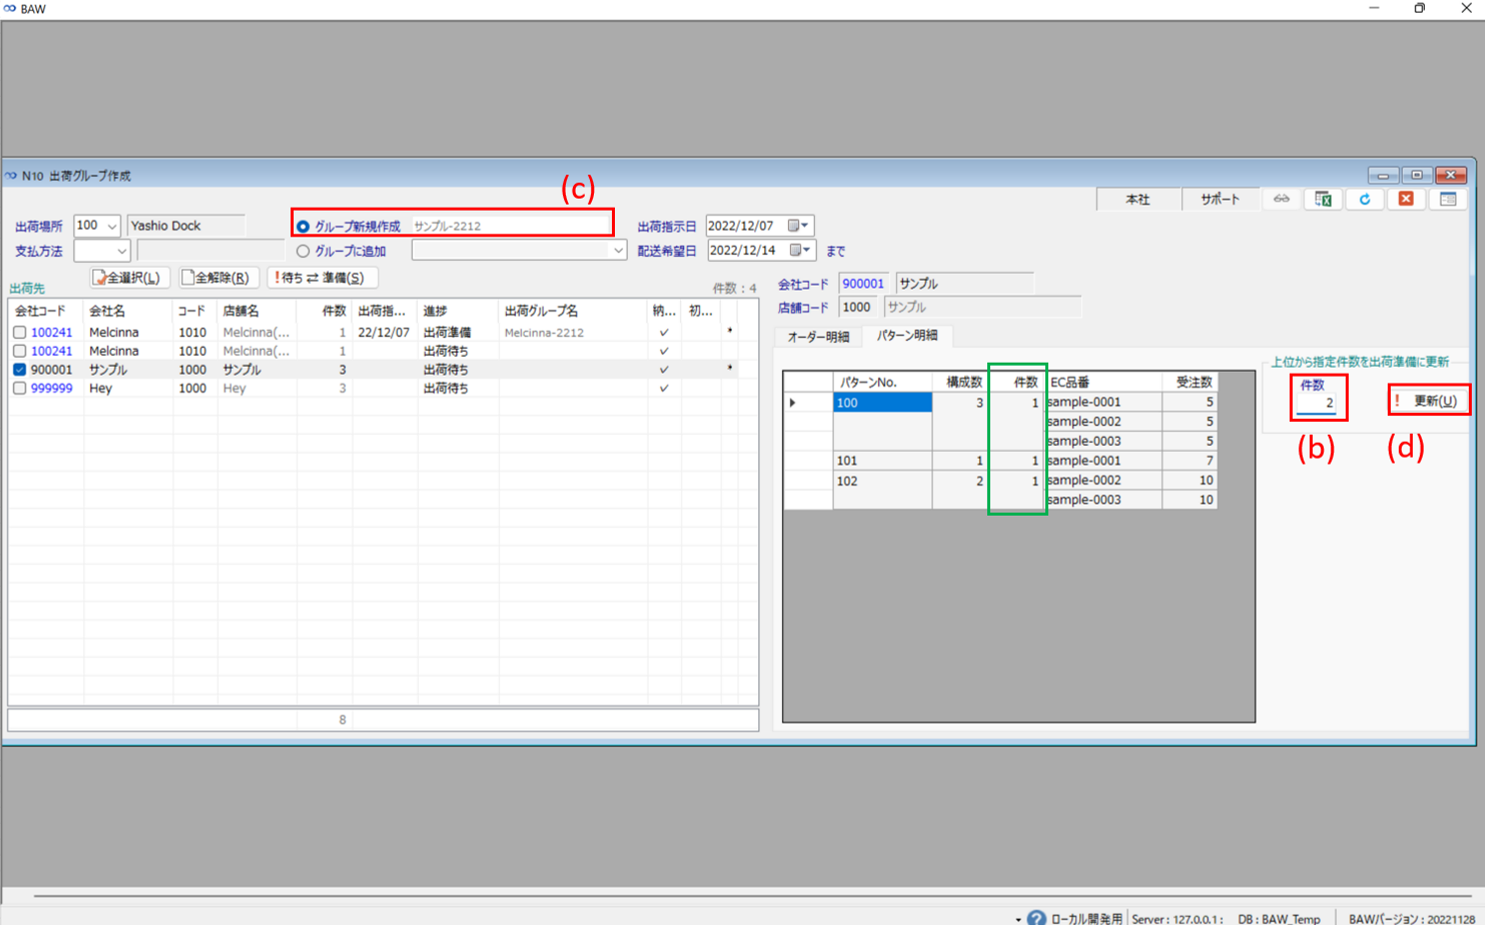 BAW
N10 出荷グループ作成
(c)
本社 サポート
出荷場所 100 Yashio Dock グループ新規作成 サンプル-2212 出荷指示日 2022/12/07
支払方法 グループに追加 配送希望日 2022/12/14 まで
全選択(L) 全解除(R) !待ち ⇄ 準備(S)
出荷先 件数：4
会社コード 900001 サンプル
店舗コード 1000 サンプル
会社コード 会社名 コード 店舗名 件数 出荷指... 進捗 出荷グループ名 納... 初...
100241 Melcinna 1010 Melcinna(... 1 22/12/07 出荷準備 Melcinna-2212 ✓ *
100241 Melcinna 1010 Melcinna(... 1 出荷待ち ✓
900001 サンプル 1000 サンプル 3 出荷待ち ✓ *
999999 Hey 1000 Hey 3 出荷待ち ✓
8
オーダー明細 パターン明細
パターンNo. 構成数 件数 EC品番 受注数
100 3 1 sample-0001 5
sample-0002 5
sample-0003 5
101 1 1 sample-0001 7
102 2 1 sample-0002 10
sample-0003 10
上位から指定件数を出荷準備に更新
件数
2 ! 更新(U)
(b) (d)
ローカル開発用 Server : 127.0.0.1 : DB : BAW_Temp BAWバージョン : 20221128